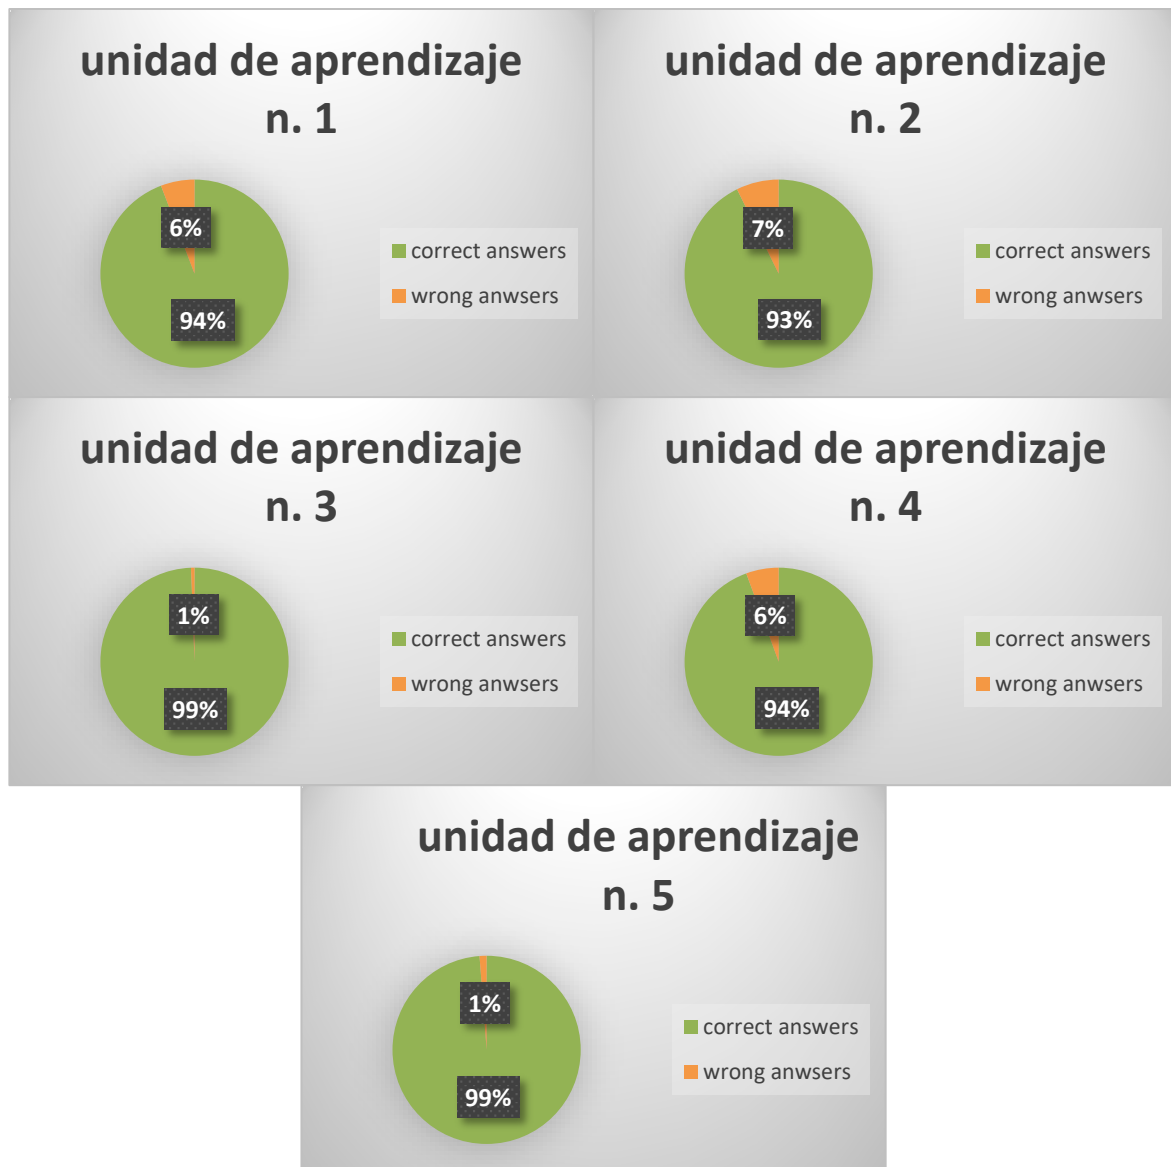 unidad de aprendizaje
n. 1
6%
94%
correct answers
wrong anwsers
unidad de aprendizaje
n. 2
7%
93%
correct answers
wrong anwsers
unidad de aprendizaje
n. 3
1%
99%
correct answers
wrong anwsers
unidad de aprendizaje
n. 4
6%
94%
correct answers
wrong anwsers
unidad de aprendizaje
n. 5
1%
99%
correct answers
wrong anwsers